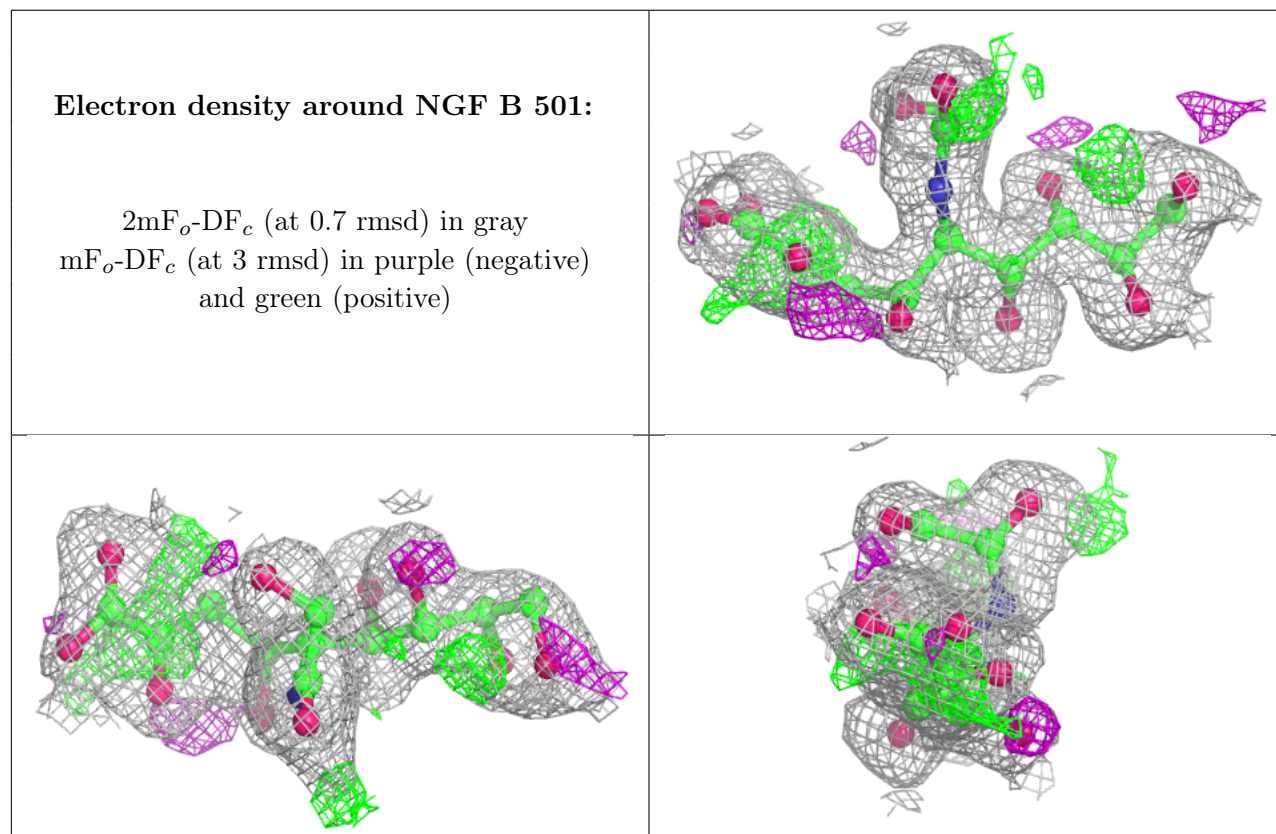 Electron density around NGF B 501:
2mFₒ-DF𝒸 (at 0.7 rmsd) in gray
mFₒ-DF𝒸 (at 3 rmsd) in purple (negative)
and green (positive)